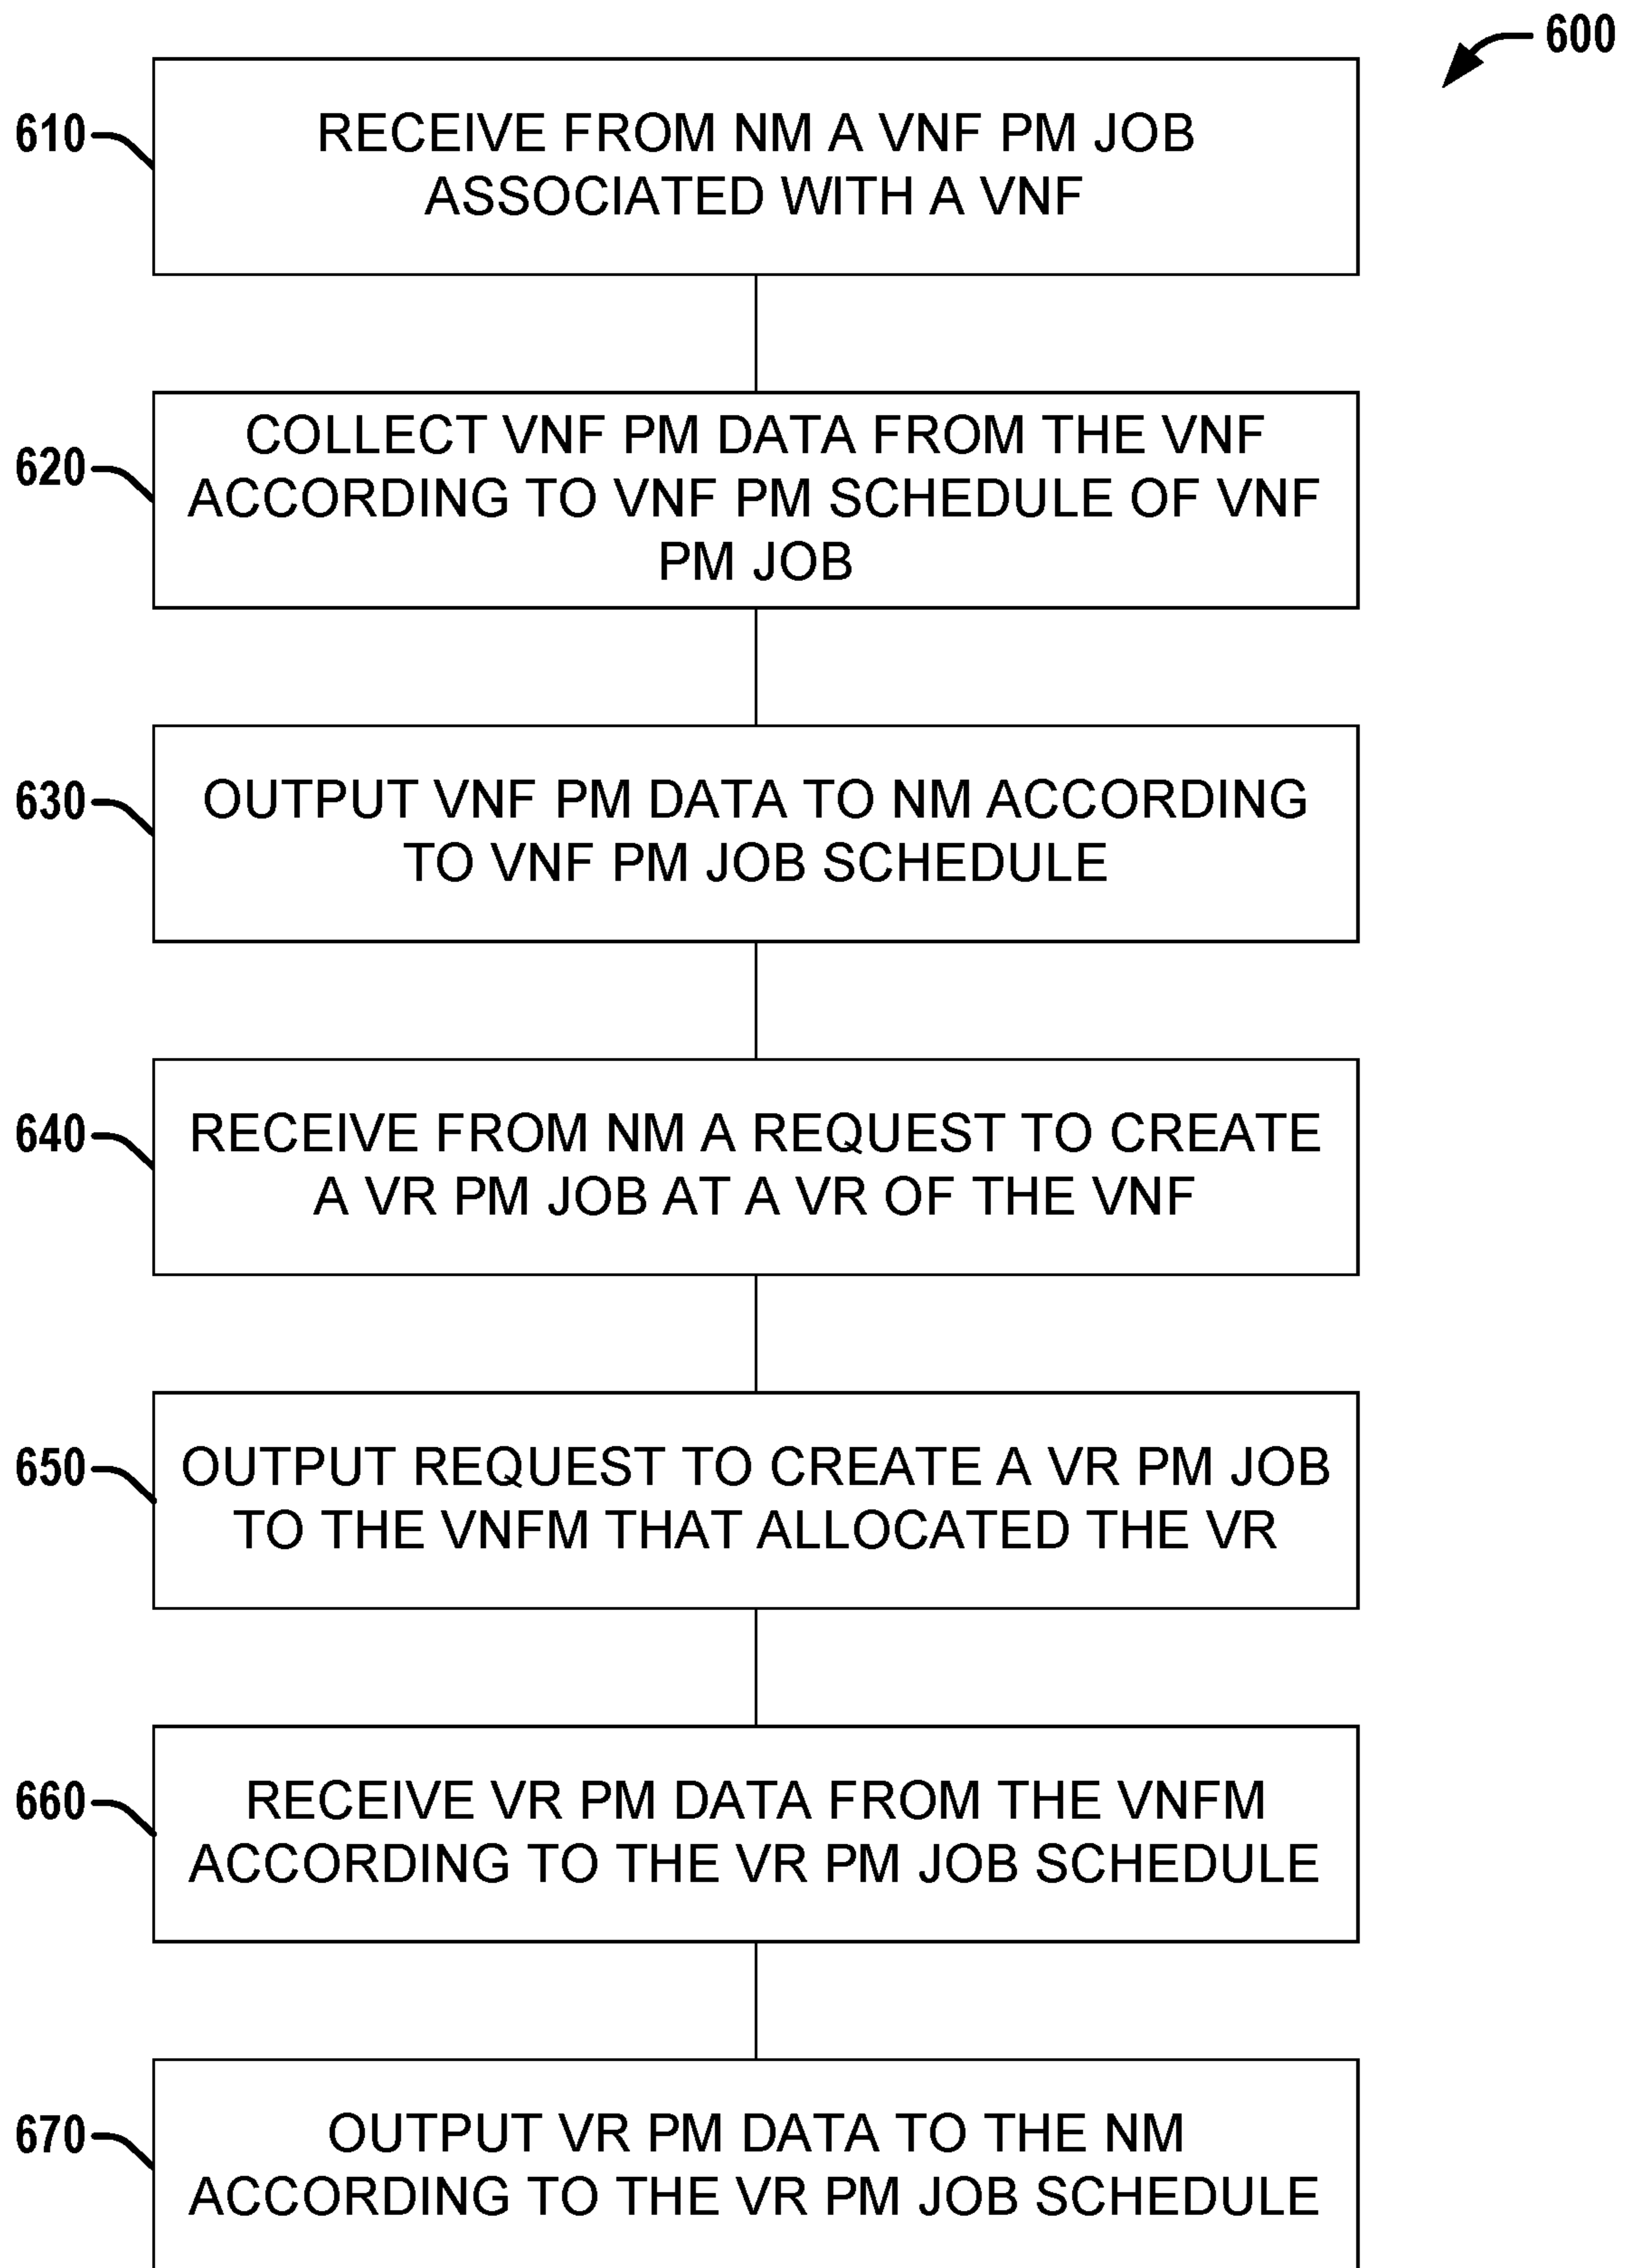 600
610
RECEIVE FROM NM A VNF PM JOB
ASSOCIATED WITH A VNF
620
COLLECT VNF PM DATA FROM THE VNF
ACCORDING TO VNF PM SCHEDULE OF VNF
PM JOB
630
OUTPUT VNF PM DATA TO NM ACCORDING
TO VNF PM JOB SCHEDULE
640
RECEIVE FROM NM A REQUEST TO CREATE
A VR PM JOB AT A VR OF THE VNF
650
OUTPUT REQUEST TO CREATE A VR PM JOB
TO THE VNFM THAT ALLOCATED THE VR
660
RECEIVE VR PM DATA FROM THE VNFM
ACCORDING TO THE VR PM JOB SCHEDULE
670
OUTPUT VR PM DATA TO THE NM
ACCORDING TO THE VR PM JOB SCHEDULE